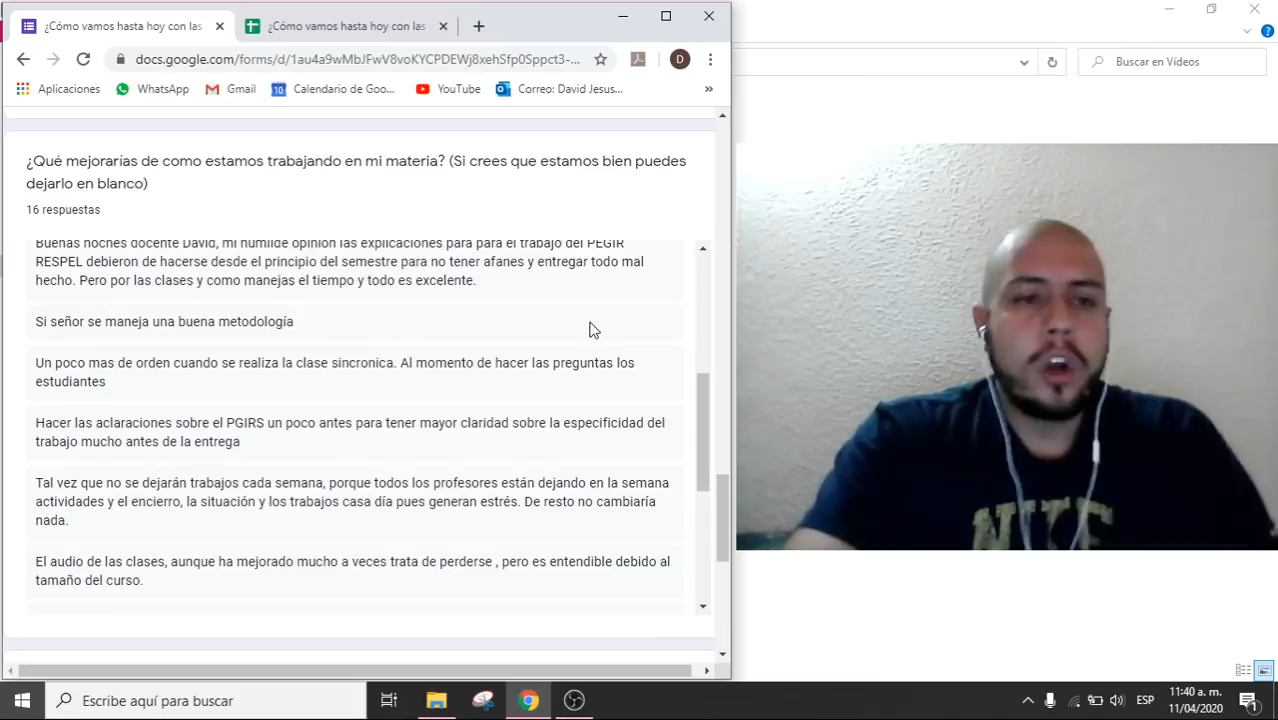 ¿Cómo vamos hasta hoy con las
¿Cómo vamos hasta hoy con las
docs.google.com/forms/d/1au4a9wMbJFwV8voKYCPDEWj8xehSfp0Sppct3-...
D
Aplicaciones
WhatsApp
Gmail
10
Calendario de Goo...
YouTube
Correo: David Jesus...
»
Buscar en Vídeos
¿Qué mejorarías de como estamos trabajando en mi materia? (Si crees que estamos bien puedes
dejarlo en blanco)
16 respuestas
Buenas noches docente David, mi humilde opinión las explicaciones para para el trabajo del PEGIR
RESPEL debieron de hacerse desde el principio del semestre para no tener afanes y entregar todo mal
hecho. Pero por las clases y como manejas el tiempo y todo es excelente.
Si señor se maneja una buena metodología
Un poco mas de orden cuando se realiza la clase sincronica. Al momento de hacer las preguntas los
estudiantes
Hacer las aclaraciones sobre el PGIRS un poco antes para tener mayor claridad sobre la especificidad del
trabajo mucho antes de la entrega
Tal vez que no se dejarán trabajos cada semana, porque todos los profesores están dejando en la semana
actividades y el encierro, la situación y los trabajos casa día pues generan estrés. De resto no cambiaría
nada.
El audio de las clases, aunque ha mejorado mucho a veces trata de perderse , pero es entendible debido al
tamaño del curso.
NIKE
Escribe aquí para buscar
ESP
11:40 a. m.
11/04/2020
1